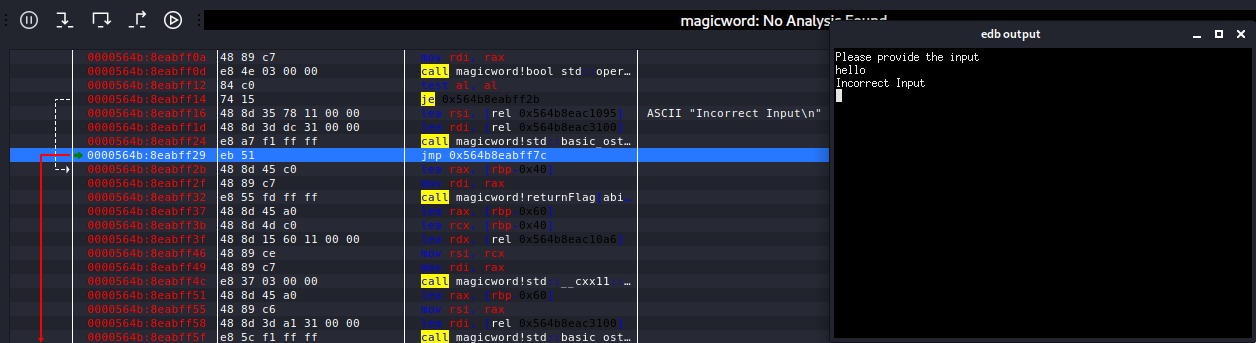 magicword: No Analysis Found
edb output
0000564b:8eabff0a 48 89 c7 mov rdi rax
0000564b:8eabff0d e8 4e 03 00 00 call magicword!bool std oper…
0000564b:8eabff12 84 c0 al al
0000564b:8eabff14 74 15 je 0x564b8eabff2b
0000564b:8eabff16 48 8d 35 78 11 00 00 lea rsi [rel 0x564b8eac1095] ASCII "Incorrect Input\n"
0000564b:8eabff1d 48 8d 3d dc 31 00 00 lea rdi [rel 0x564b8eac3100]
0000564b:8eabff24 e8 a7 f1 ff ff call magicword!std: basic_ost…
0000564b:8eabff29 eb 51 jmp 0x564b8eabff7c
0000564b:8eabff2b 48 8d 45 c0 lea rax [rbp-0x40]
0000564b:8eabff2f 48 89 c7 mov rdi rax
0000564b:8eabff32 e8 55 fd ff ff call magicword!returnFlag[abi…
0000564b:8eabff37 48 8d 45 a0 lea rax [rbp-0x60]
0000564b:8eabff3b 48 8d 4d c0 lea rcx [rbp-0x40]
0000564b:8eabff3f 48 8d 15 60 11 00 00 lea rdx [rel 0x564b8eac10a6]
0000564b:8eabff46 48 89 ce mov rsi rcx
0000564b:8eabff49 48 89 c7 mov rdi rax
0000564b:8eabff4c e8 37 03 00 00 call magicword!std::__cxx11 :…
0000564b:8eabff51 48 8d 45 a0 lea rax [rbp-0x60]
0000564b:8eabff55 48 89 c6 mov rsi rax
0000564b:8eabff58 48 8d 3d a1 31 00 00 lea rdi [rel 0x564b8eac3100]
0000564b:8eabff5f e8 5c f1 ff ff call magicword!std: basic_ost…
Please provide the input
hello
Incorrect Input